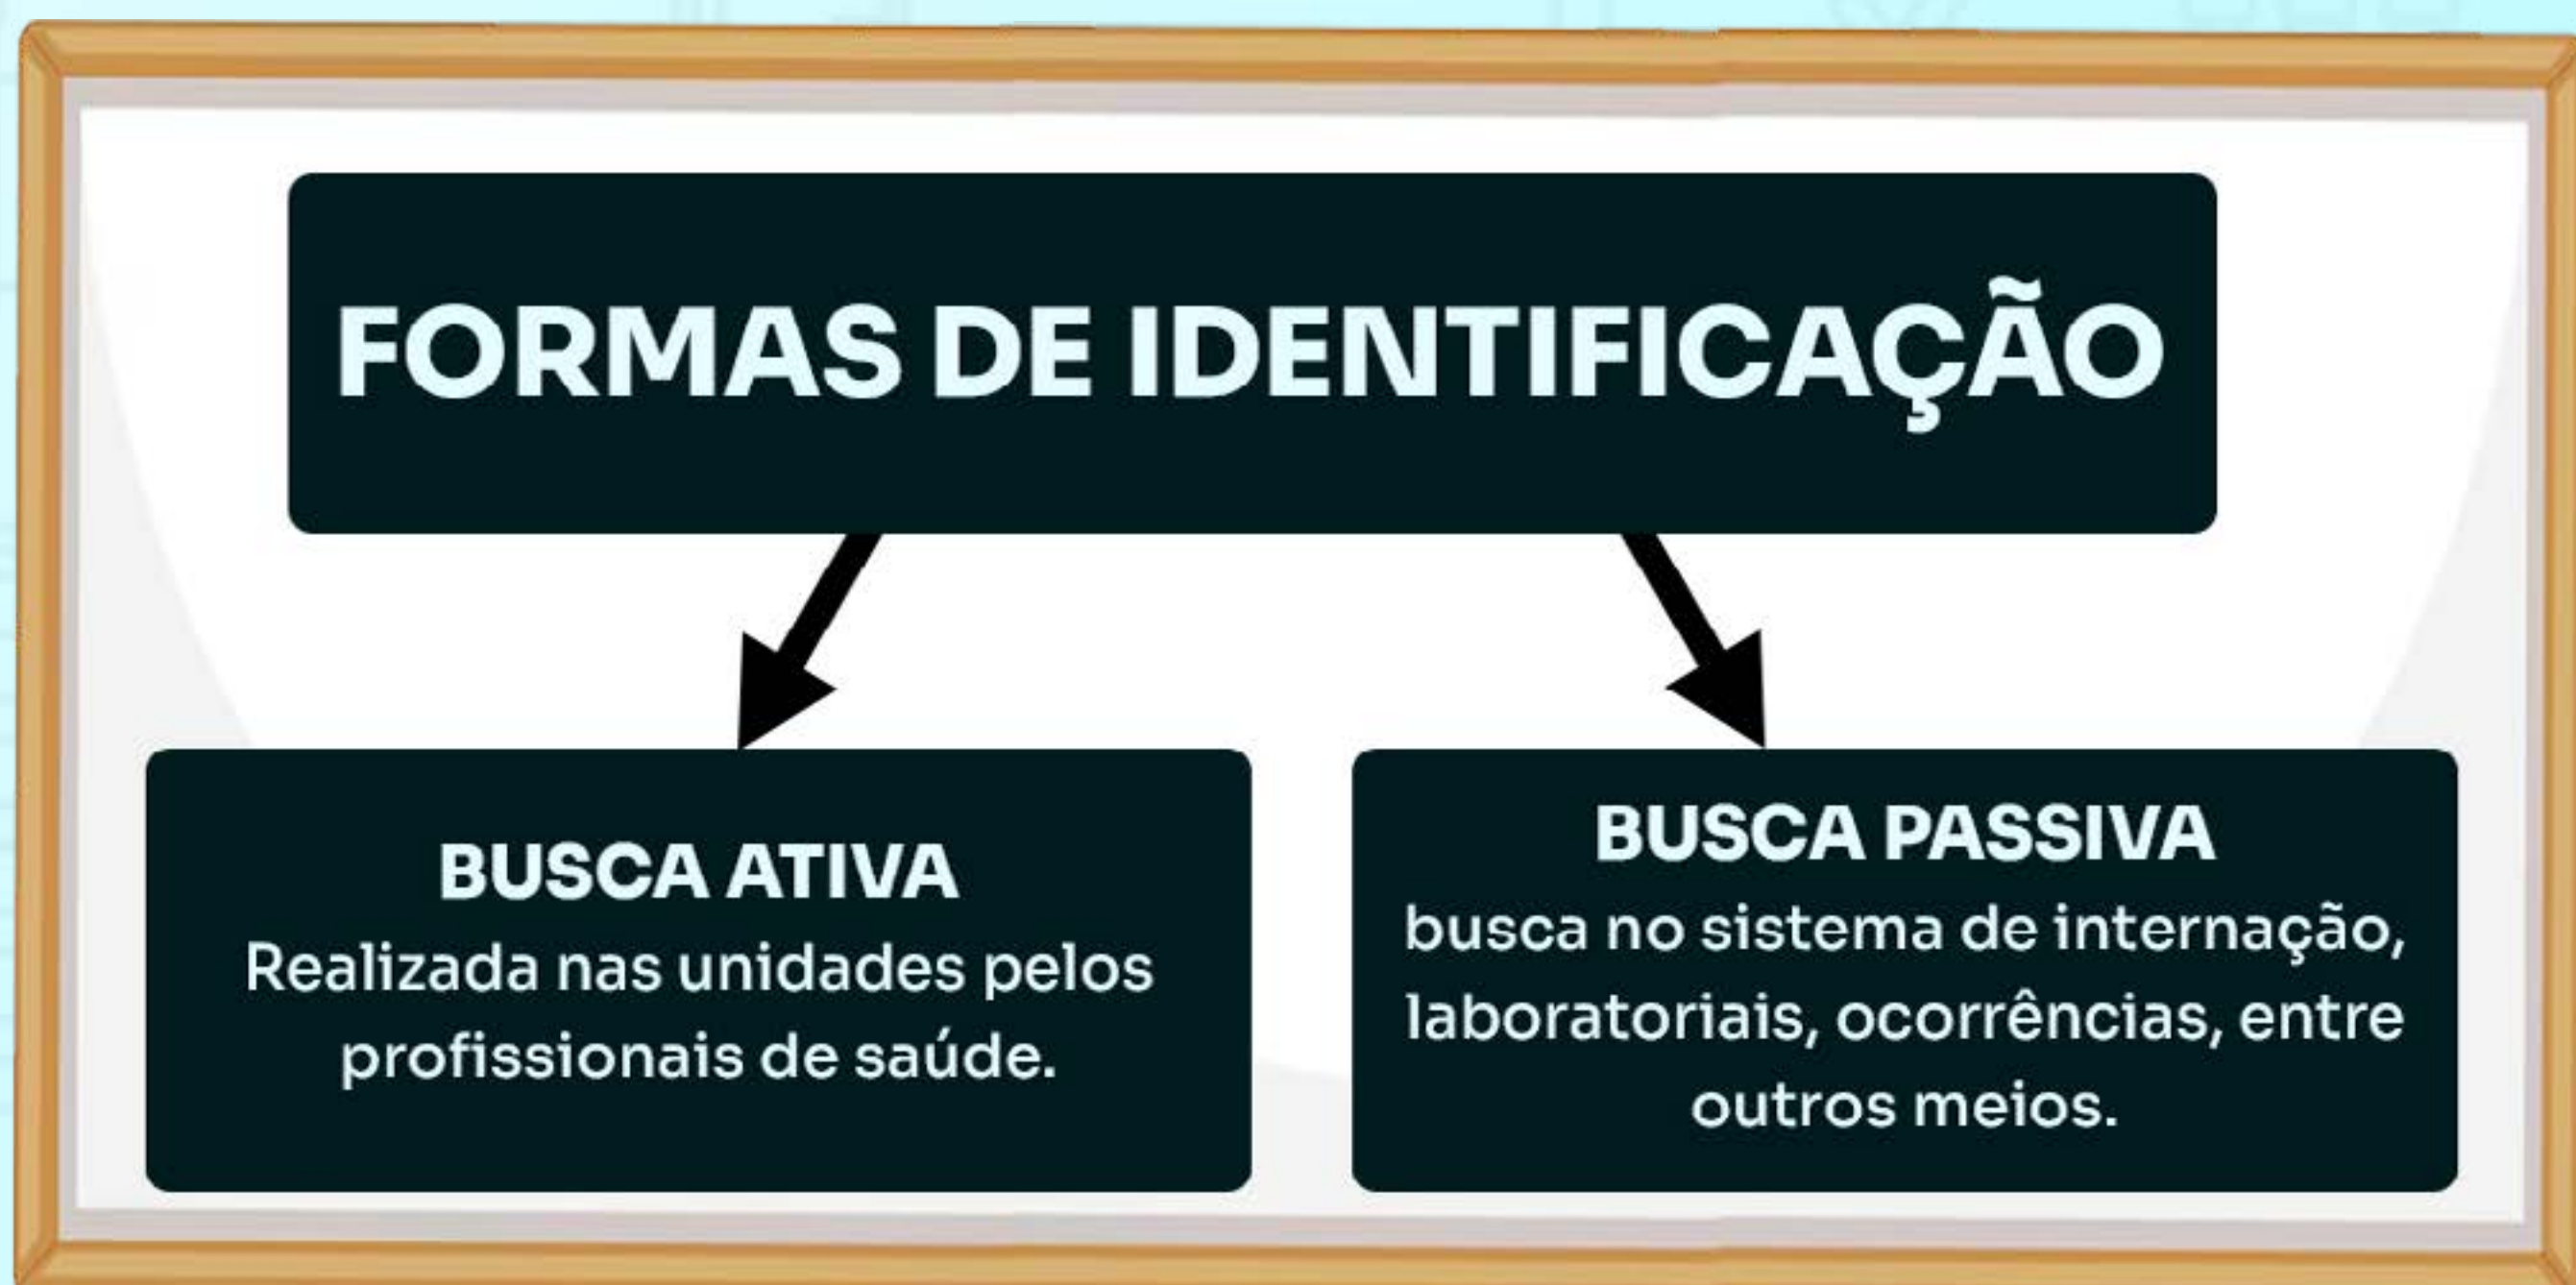 FORMAS DE IDENTIFICAÇÃO
BUSCA ATIVA
Realizada nas unidades pelos
profissionais de saúde.
BUSCA PASSIVA
busca no sistema de internação,
laboratoriais, ocorrências, entre
outros meios.